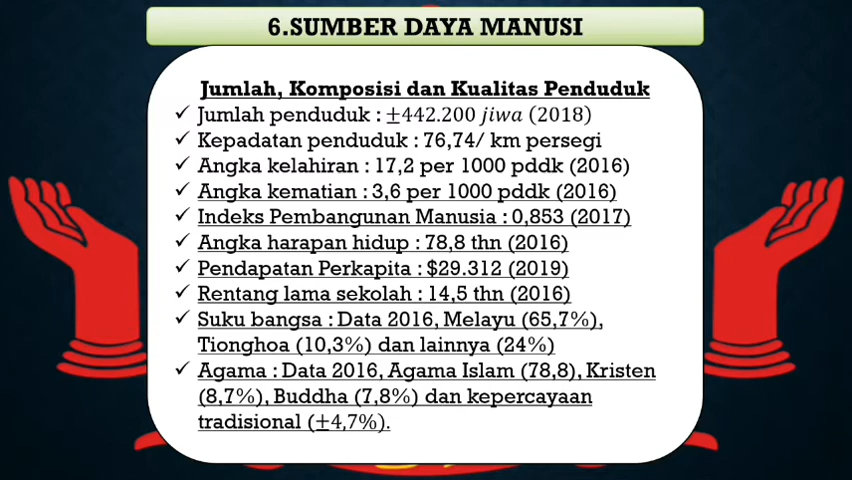 6.SUMBER DAYA MANUSI
Jumlah, Komposisi dan Kualitas Penduduk
✓ Jumlah penduduk : ±442.200 jiwa (2018)
✓ Kepadatan penduduk : 76,74/ km persegi
✓ Angka kelahiran : 17,2 per 1000 pddk (2016)
✓ Angka kematian : 3,6 per 1000 pddk (2016)
✓ Indeks Pembangunan Manusia : 0,853 (2017)
✓ Angka harapan hidup : 78,8 thn (2016)
✓ Pendapatan Perkapita : $29.312 (2019)
✓ Rentang lama sekolah : 14,5 thn (2016)
✓ Suku bangsa : Data 2016, Melayu (65,7%),
Tionghoa (10,3%) dan lainnya (24%)
✓ Agama : Data 2016, Agama Islam (78,8), Kristen
(8,7%), Buddha (7,8%) dan kepercayaan
tradisional (±4,7%).